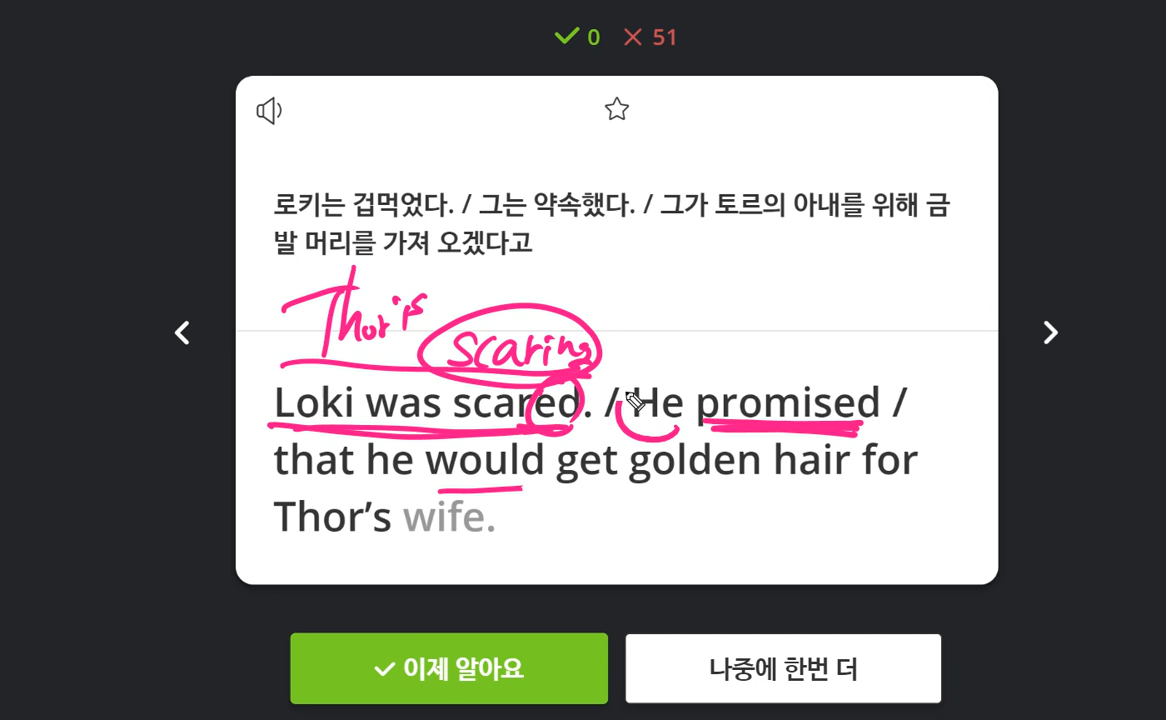 0 51
로키는 겁먹었다. / 그는 약속했다. / 그가 토르의 아내를 위해 금
발 머리를 가져 오겠다고
Thor is
scaring
Loki was scared. / He promised /
that he would get golden hair for
Thor’s wife.
이제 알아요
나중에 한번 더